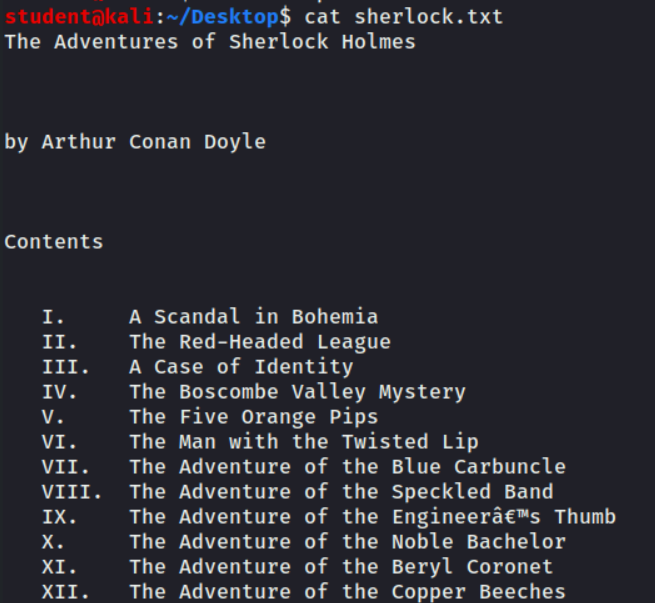 student@kali:~/Desktop$ cat sherlock.txt
The Adventures of Sherlock Holmes
by Arthur Conan Doyle
Contents
I. A Scandal in Bohemia
II. The Red-Headed League
III. A Case of Identity
IV. The Boscombe Valley Mystery
V. The Five Orange Pips
VI. The Man with the Twisted Lip
VII. The Adventure of the Blue Carbuncle
VIII. The Adventure of the Speckled Band
IX. The Adventure of the Engineerâ€™s Thumb
X. The Adventure of the Noble Bachelor
XI. The Adventure of the Beryl Coronet
XII. The Adventure of the Copper Beeches